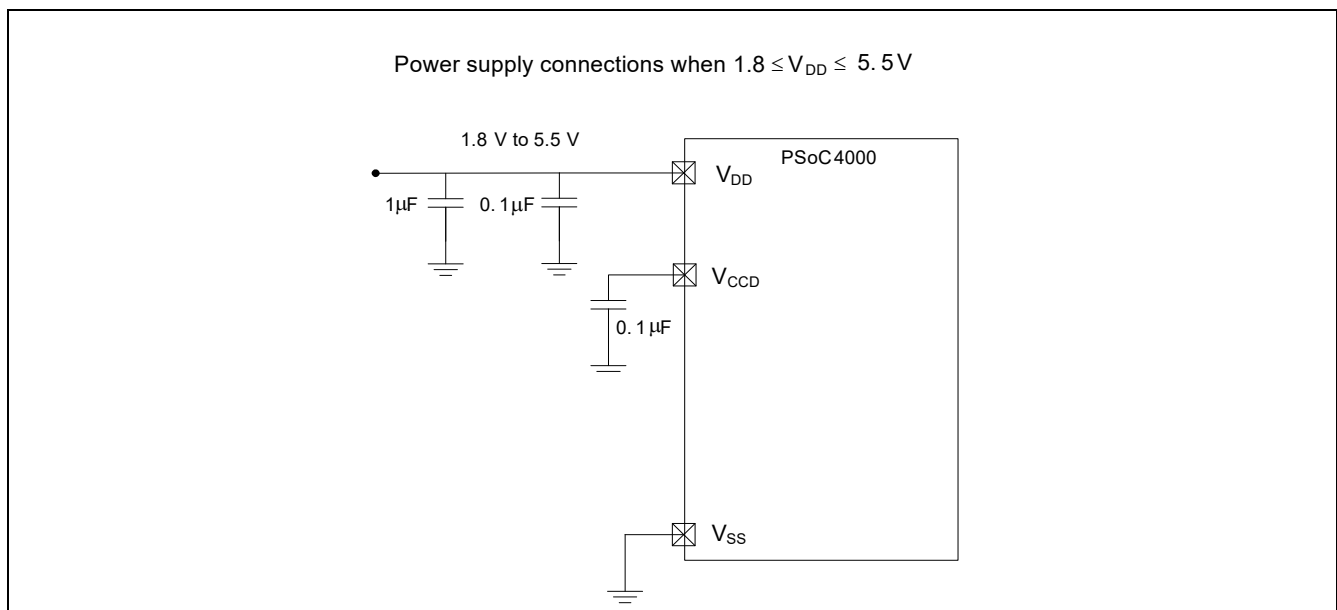 Power supply connections when 1.8 ≤ VDD ≤ 5.5 V
1.8 V to 5.5 V
PSoC 4000
VDD
1μF
0.1μF
VCCD
0.1μF
VSS